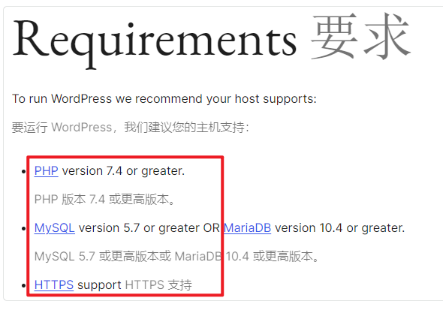 Requirements 要求
To run WordPress we recommend your host supports:
要运行 WordPress，我们建议您的主机支持：
• PHP version 7.4 or greater.
PHP 版本 7.4 或更高版本。
• MySQL version 5.7 or greater OR MariaDB version 10.4 or greater.
MySQL 5.7 或更高版本或 MariaDB 10.4 或更高版本。
• HTTPS support HTTPS 支持